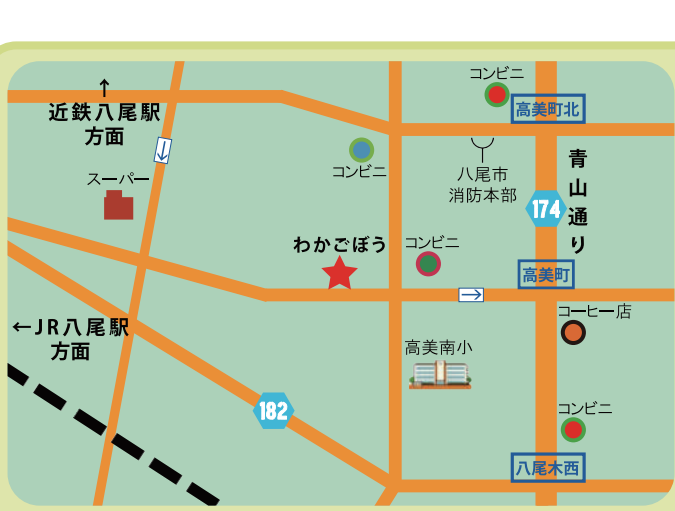 コンビニ
↑
近鉄八尾駅
方面
高美町北
コンビニ
スーパー
八尾市
消防本部
青山通り
174
わかごぼう
コンビニ
高美町
←JR八尾駅
方面
コーヒー店
高美南小
182
コンビニ
八尾木西